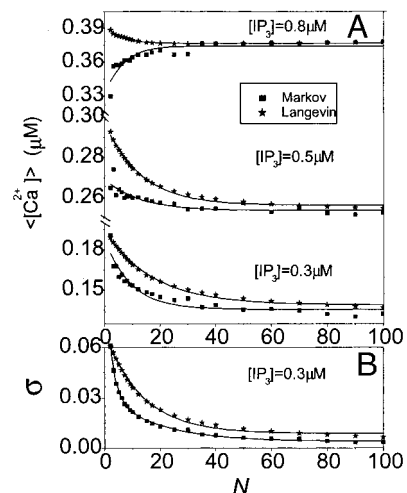 A
[IP3]=0.8μM
0.39
0.36
0.33
0.30
Markov
Langevin
<[Ca2+]> (μM)
0.28
[IP3]=0.5μM
0.26
0.18
[IP3]=0.3μM
0.15
0 20 40 60 80 100
0.06
B
[IP3]=0.3μM
σ
0.03
0.00
0 20 40 60 80 100
N